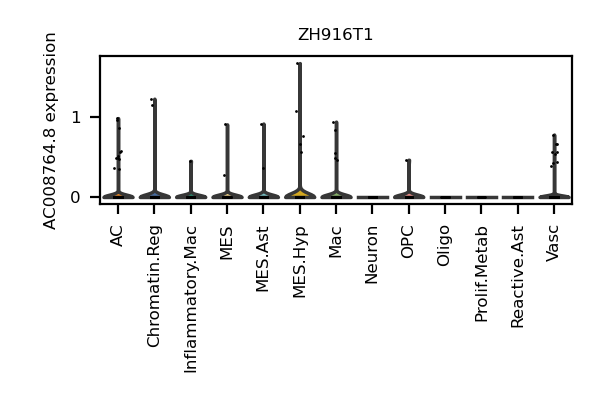 ZH916T1
AC008764.8 expression
1
0
AC
Chromatin.Reg
Inflammatory.Mac
MES
MES.Ast
MES.Hyp
Mac
Neuron
OPC
Oligo
Prolif.Metab
Reactive.Ast
Vasc